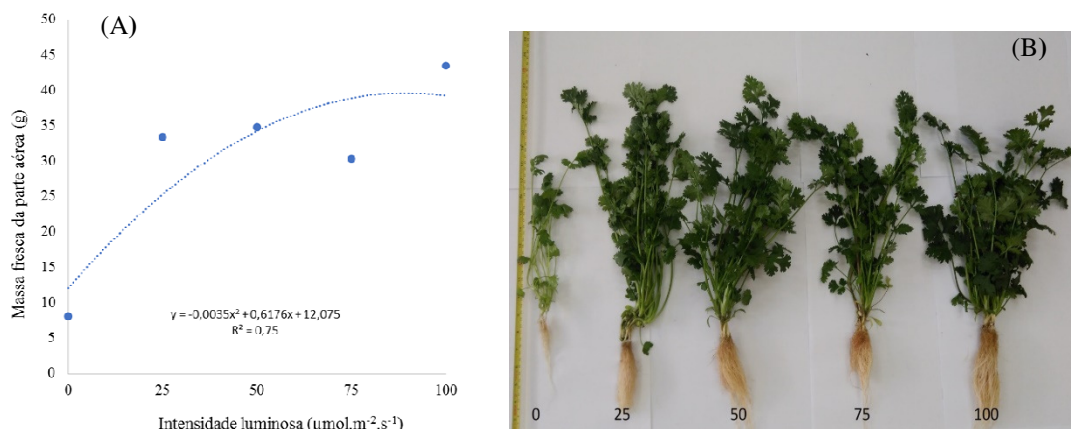 (A)
50
45
40
35
30
25
20
15
10
5
0
Massa fresca da parte aérea (g)
y = -0,0035x² + 0,6176x + 12,075
R² = 0,75
0 25 50 75 100
Intensidade luminosa (µmol.m⁻².s⁻¹)
(B)
0 25 50 75 100